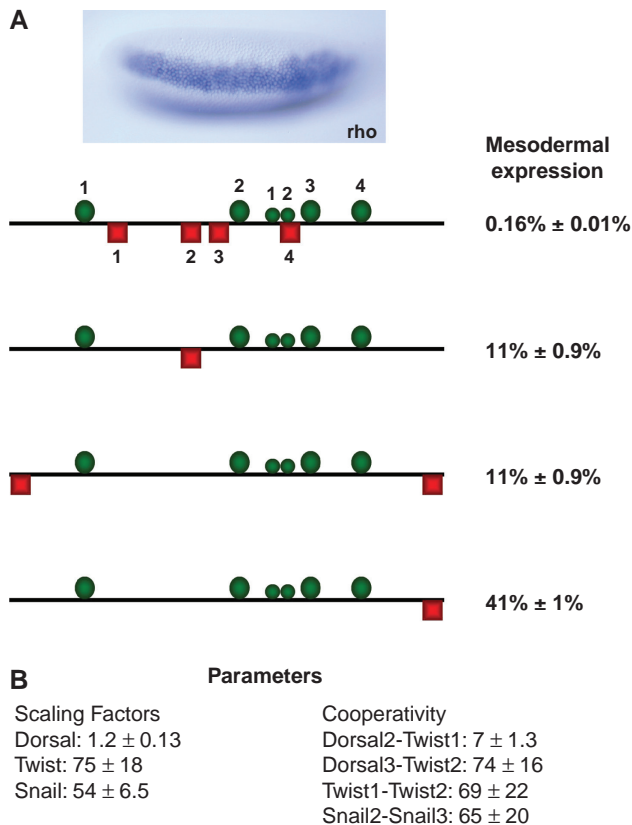 A
rho
Mesodermal
expression
1 2 1 2 3 4
0.16% ± 0.01%
1 2 3 4
11% ± 0.9%
11% ± 0.9%
41% ± 1%
B Parameters
Scaling Factors
Dorsal: 1.2 ± 0.13
Twist: 75 ± 18
Snail: 54 ± 6.5
Cooperativity
Dorsal2-Twist1: 7 ± 1.3
Dorsal3-Twist2: 74 ± 16
Twist1-Twist2: 69 ± 22
Snail2-Snail3: 65 ± 20